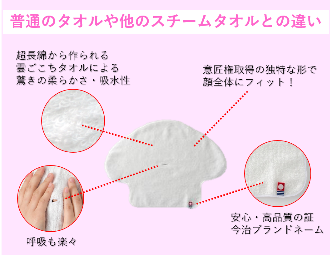 普通のタオルや他のスチームタオルとの違い
超長綿から作られる
雲ごこちタオルによる
驚きの柔らかさ・吸水性
意匠権取得の独特な形で
顔全体にフィット！
呼吸も楽々
安心・高品質の証
今治ブランドネーム